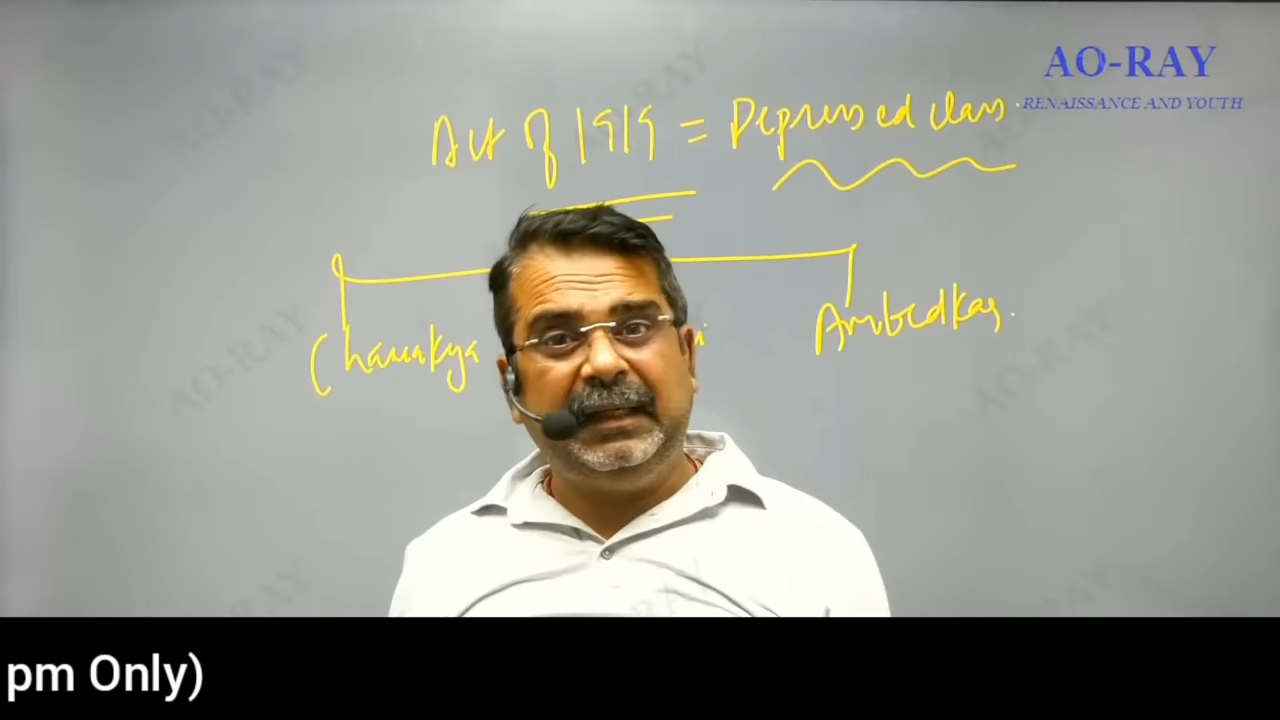 AO-RAY
RENAISSANCE AND YOUTH
Act of 1919 = Depressed class.
Chanakya
Ambedkar.
pm Only)